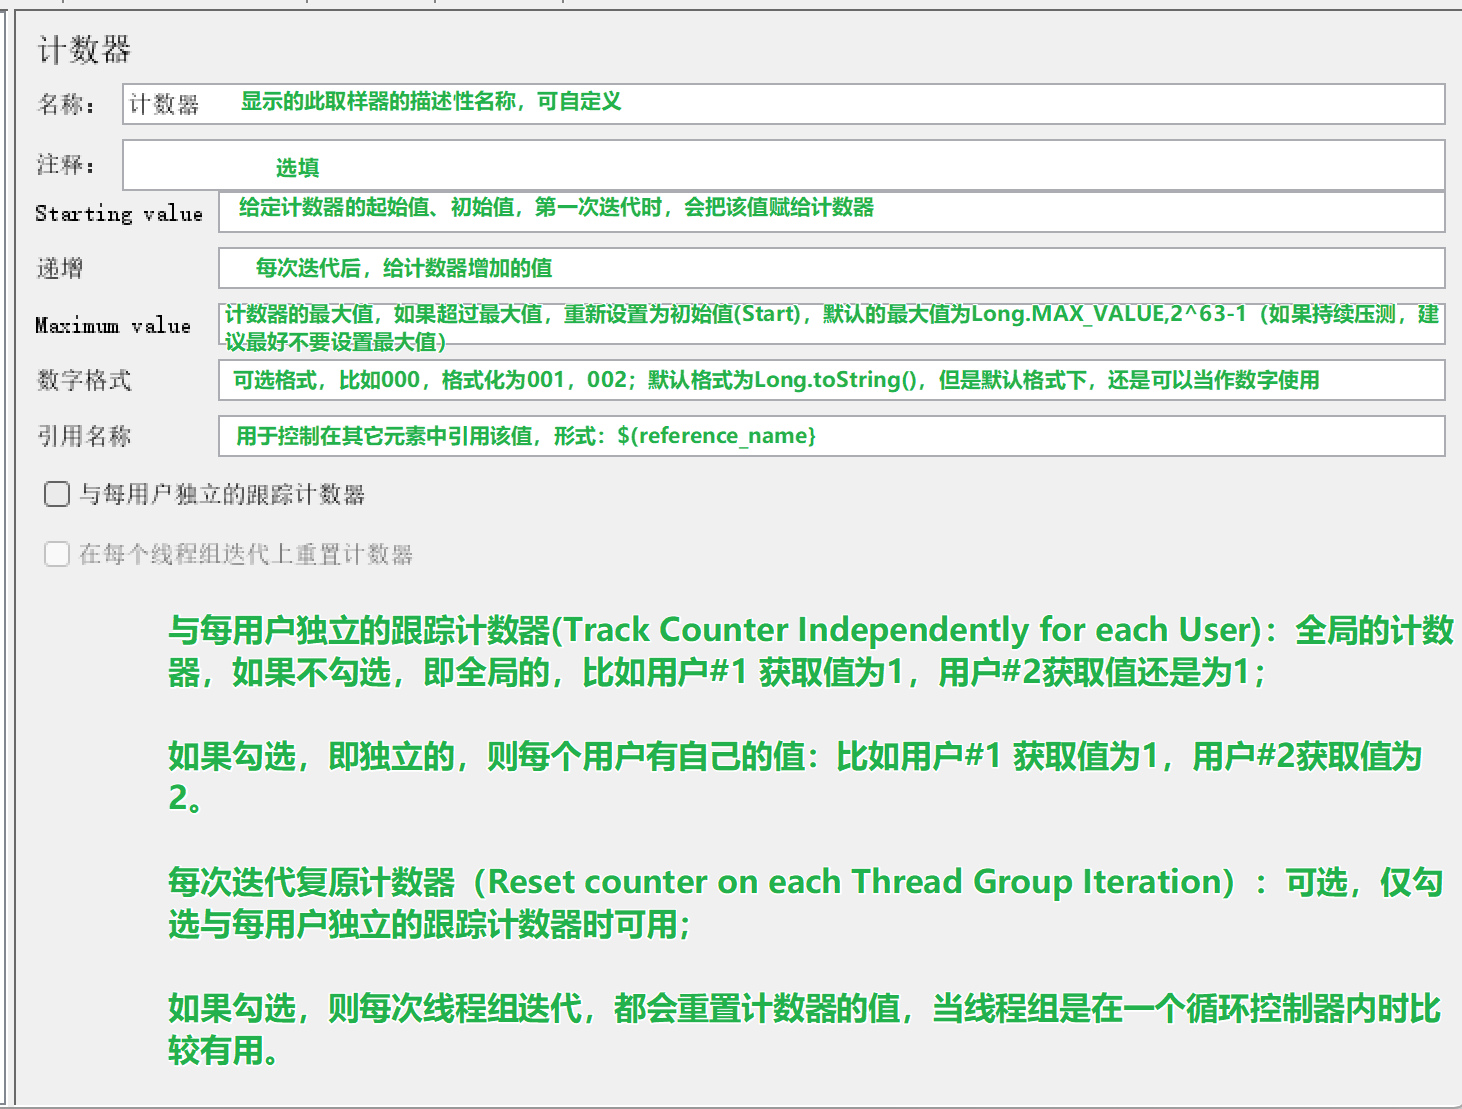 计数器
名称： 计数器 显示的此取样器的描述性名称，可自定义
注释： 选填
Starting value 给定计数器的起始值、初始值，第一次迭代时，会把该值赋给计数器
递增 每次迭代后，给计数器增加的值
Maximum value 计数器的最大值，如果超过最大值，重新设置为初始值(Start)，默认的最大值为Long.MAX_VALUE,2^63-1（如果持续压测，建
议最好不要设置最大值）
数字格式 可选格式，比如000，格式化为001，002；默认格式为Long.toString()，但是默认格式下，还是可以当作数字使用
引用名称 用于控制在其它元素中引用该值，形式：$(reference_name}
与每用户独立的跟踪计数器
在每个线程组迭代上重置计数器
与每用户独立的跟踪计数器(Track Counter Independently for each User)：全局的计数
器，如果不勾选，即全局的，比如用户#1 获取值为1，用户#2获取值还是为1；
如果勾选，即独立的，则每个用户有自己的值：比如用户#1 获取值为1，用户#2获取值为
2。
每次迭代复原计数器（Reset counter on each Thread Group Iteration）：可选，仅勾
选与每用户独立的跟踪计数器时可用；
如果勾选，则每次线程组迭代，都会重置计数器的值，当线程组是在一个循环控制器内时比
较有用。